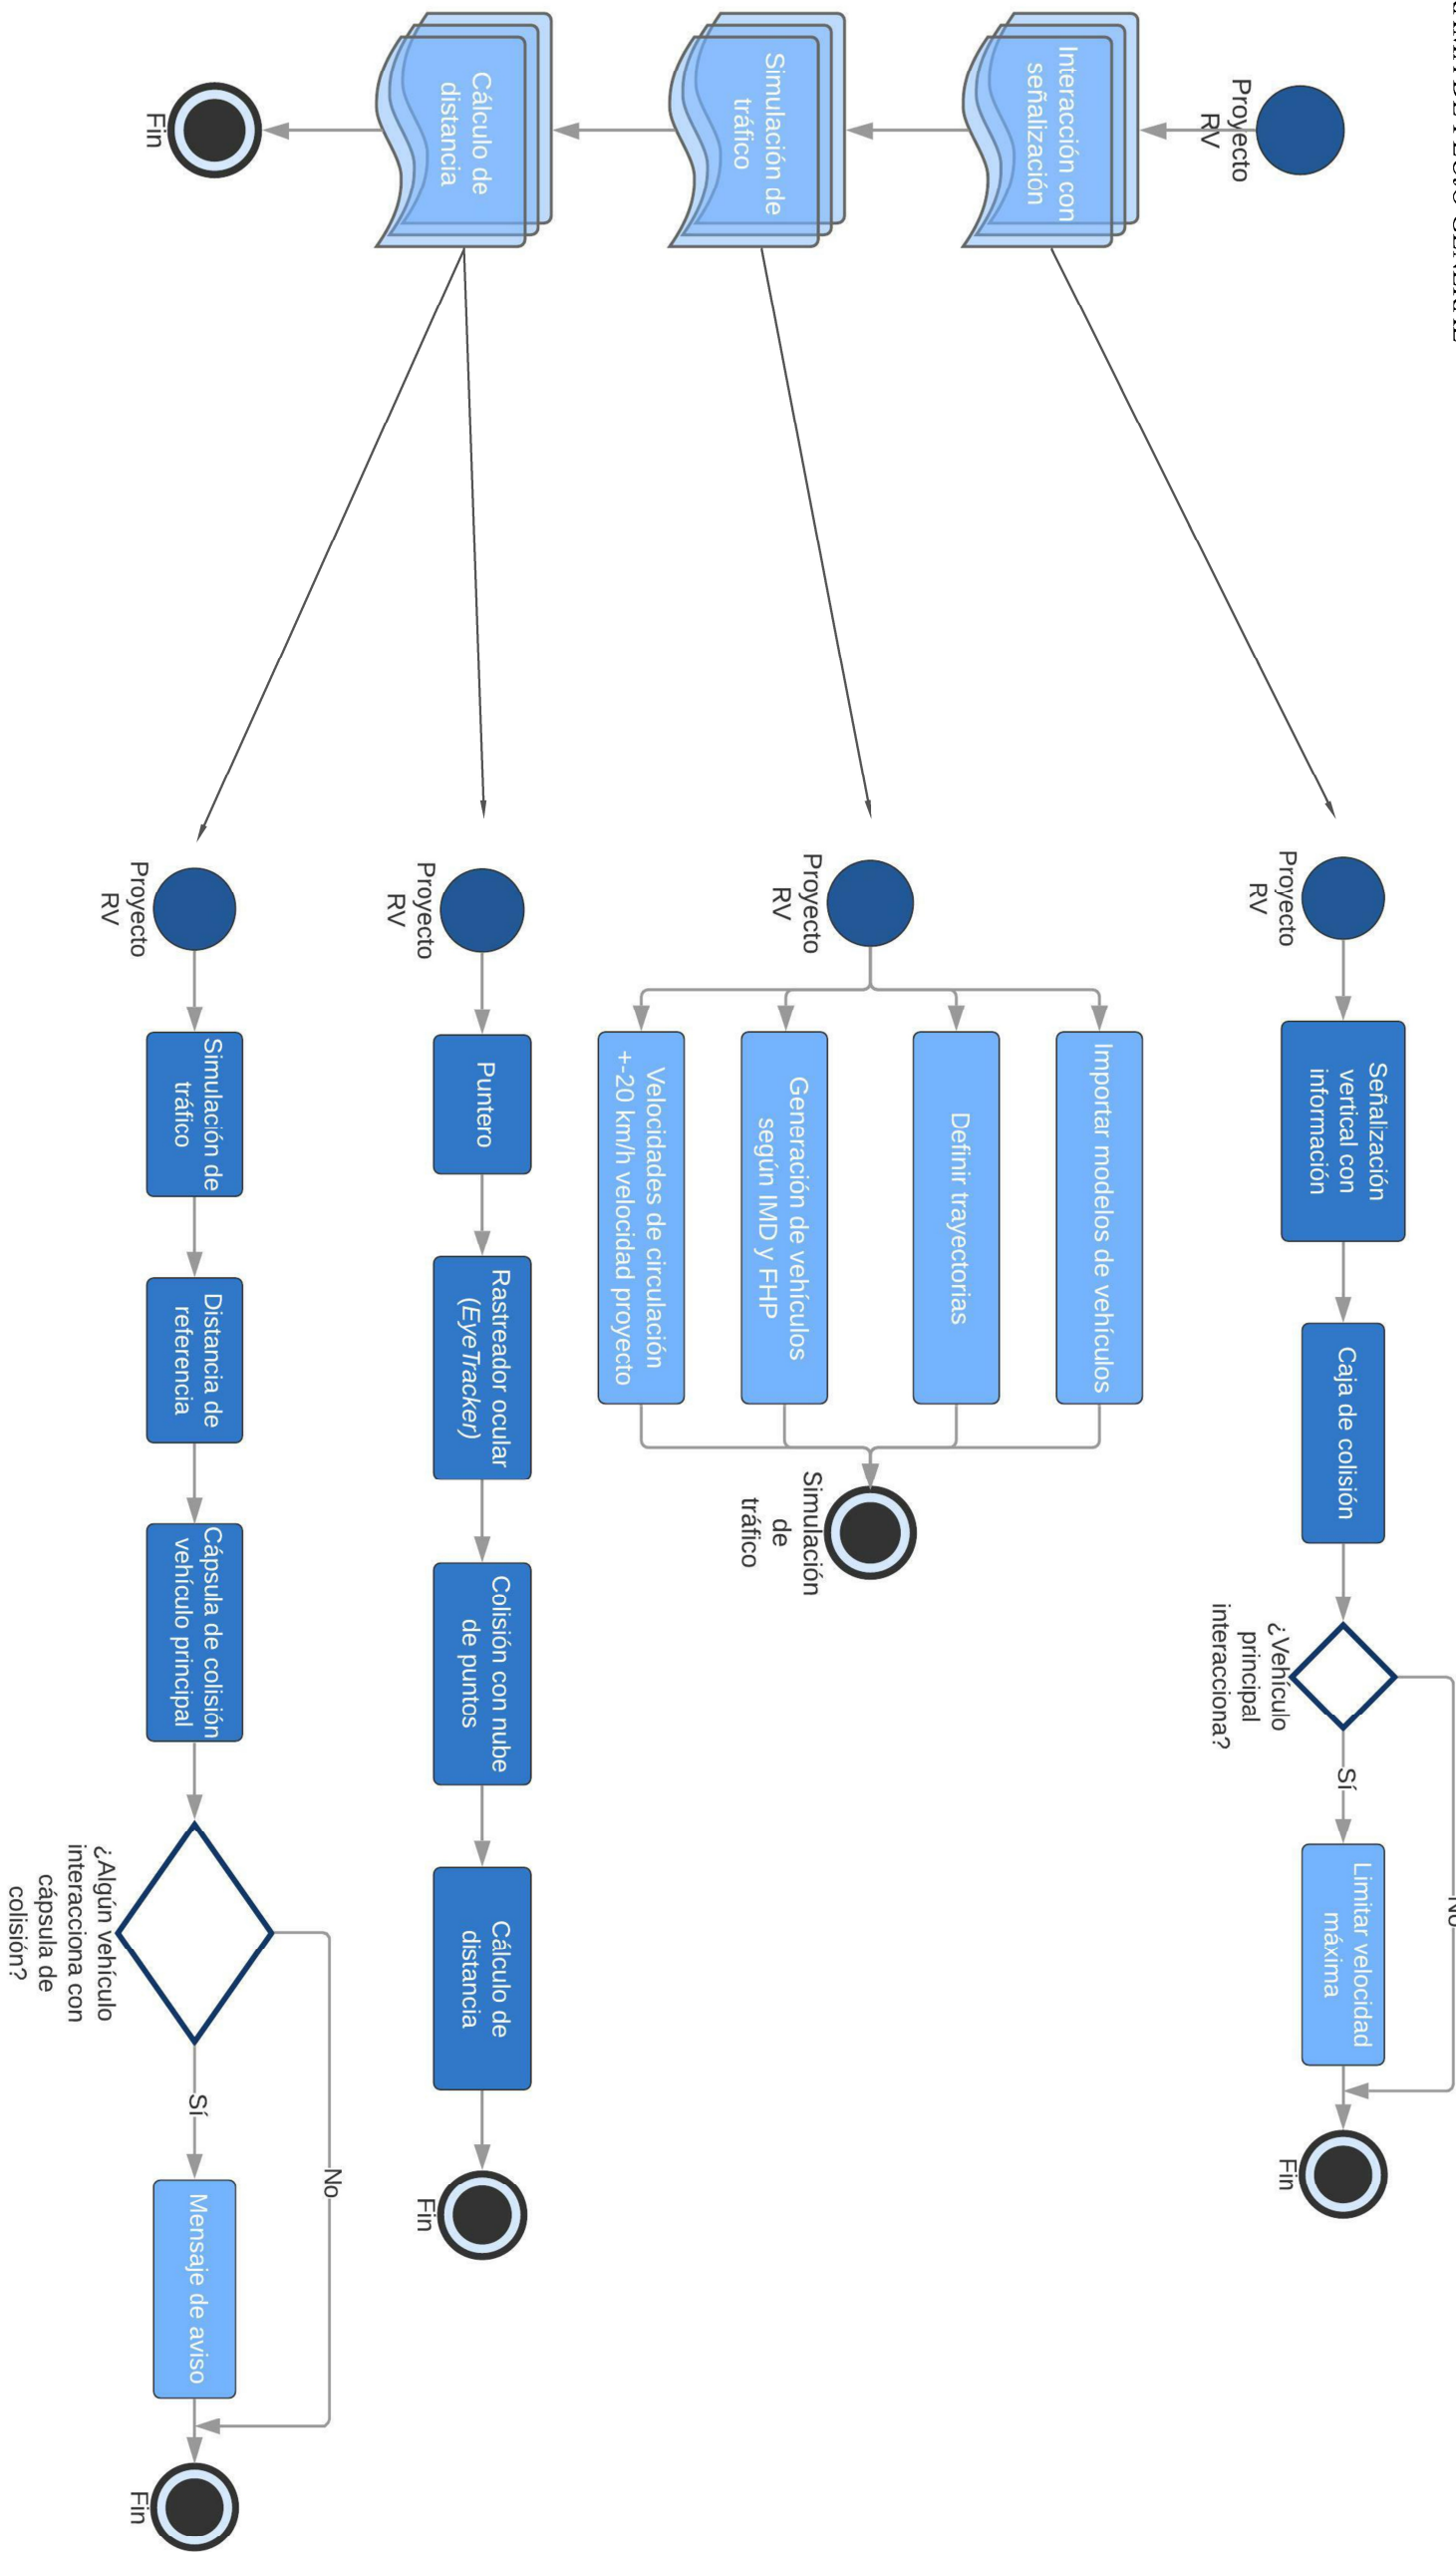 DE FLUJO GENERAL
Proyecto
RV
Interacción con
señalización
Simulación de
tráfico
Cálculo de
distancia
Fin
Proyecto
RV
Señalización
vertical con
información
Caja de colisión
¿Vehículo
principal
interacciona?
No
Sí
Limitar velocidad
máxima
Fin
Proyecto
RV
Importar modelos de vehículos
Definir trayectorias
Generación de vehículos
según IMD y FHP
Velocidades de circulación
+-20 km/h velocidad proyecto
Simulación
de
tráfico
Proyecto
RV
Puntero
Rastreador ocular
(EyeTracker)
Colisión con nube
de puntos
Cálculo de
distancia
Fin
Proyecto
RV
Simulación de
tráfico
Distancia de
referencia
Cápsula de colisión
vehículo principal
¿Algún vehículo
interacciona con
cápsula de
colisión?
No
Sí
Mensaje de aviso
Fin